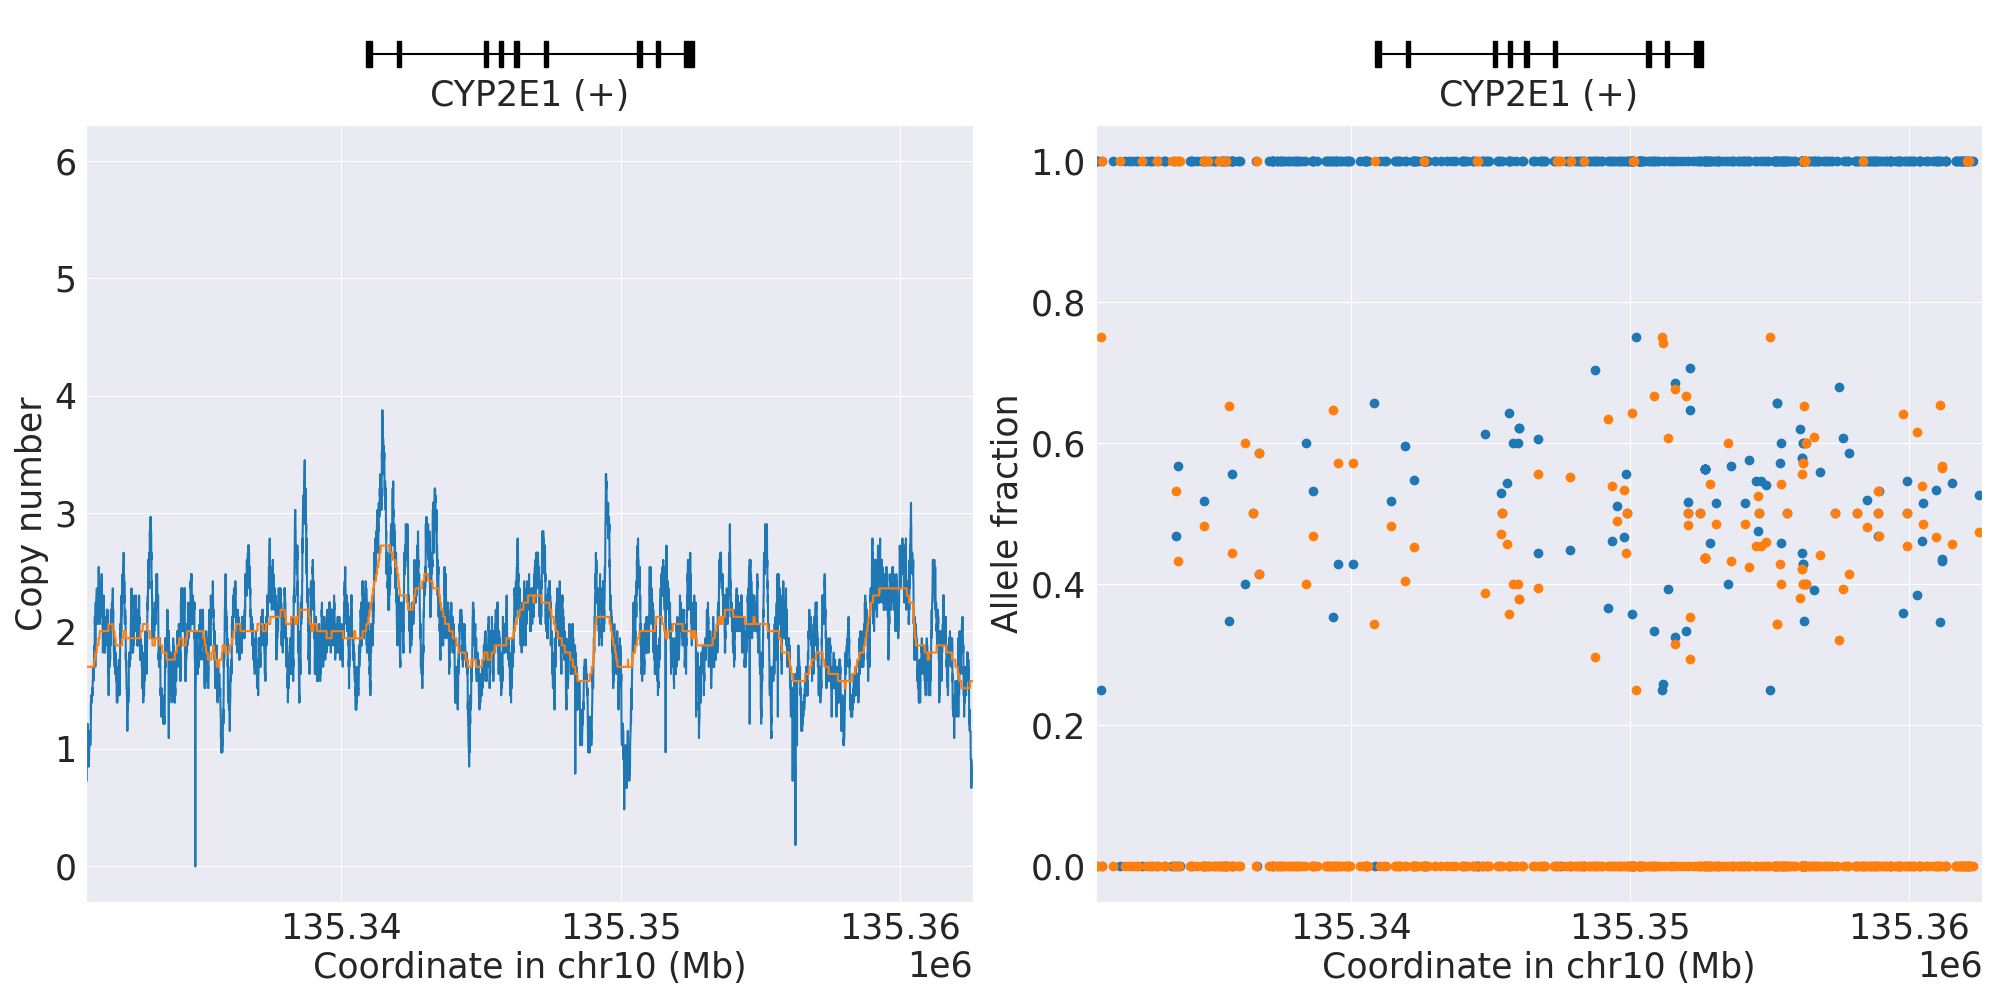 CYP2E1 (+)
6
5
4
3
2
1
0
Copy number
135.34 135.35 135.36
Coordinate in chr10 (Mb)
1e6
CYP2E1 (+)
1.0
0.8
0.6
0.4
0.2
0.0
Allele fraction
135.34 135.35 135.36
Coordinate in chr10 (Mb)
1e6